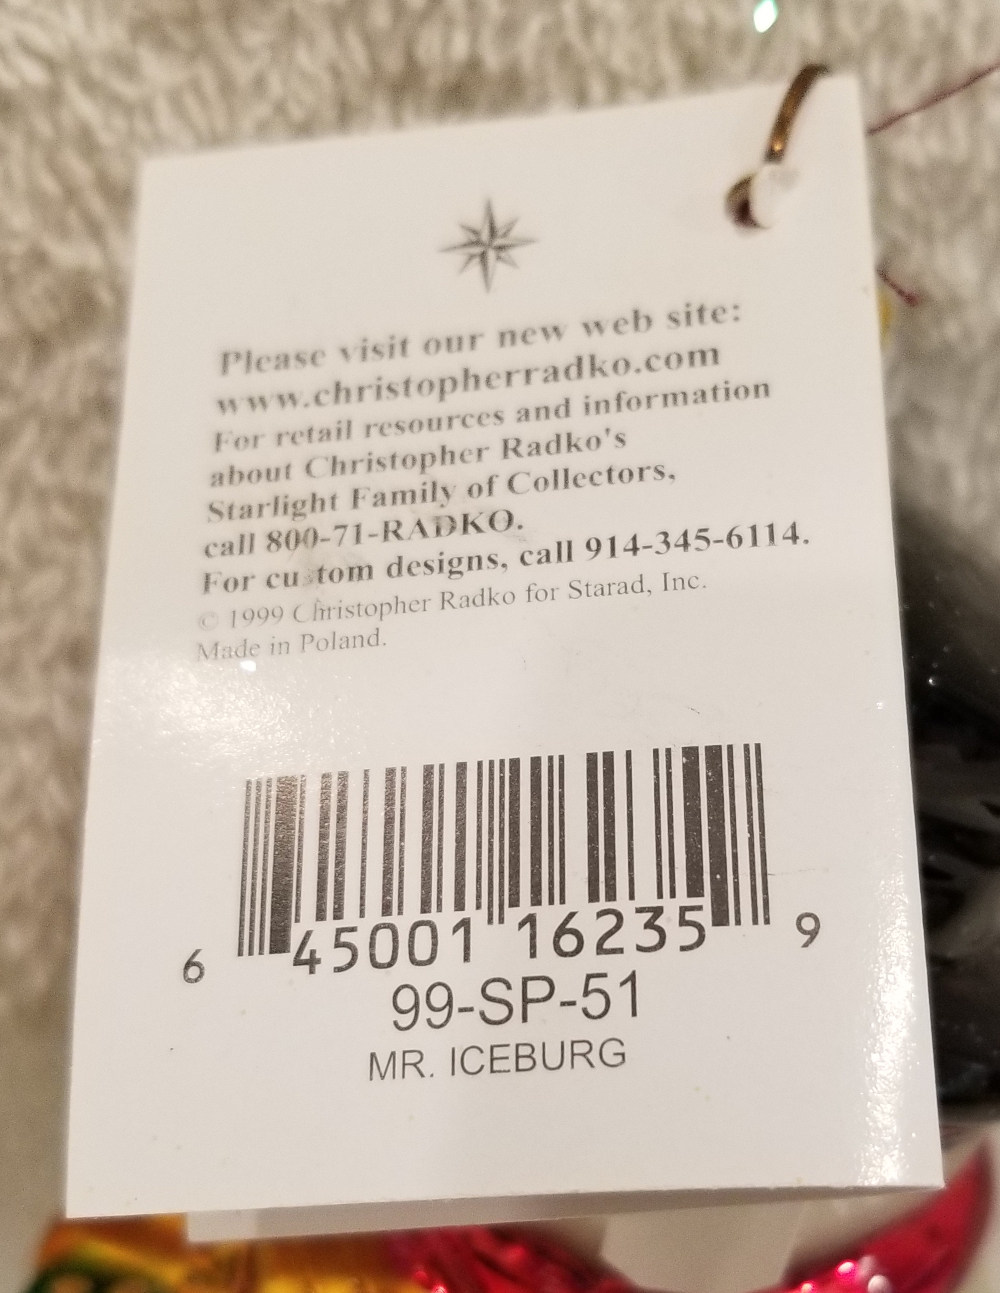 Please visit our new web site:
www.christopherradko.com
For retail resources and information
about Christopher Radko's
Starlight Family of Collectors,
call 800-71-RADKO.
For custom designs, call 914-345-6114.
© 1999 Christopher Radko for Starad, Inc.
Made in Poland.
6 45001 16235 9
99-SP-51
MR. ICEBURG